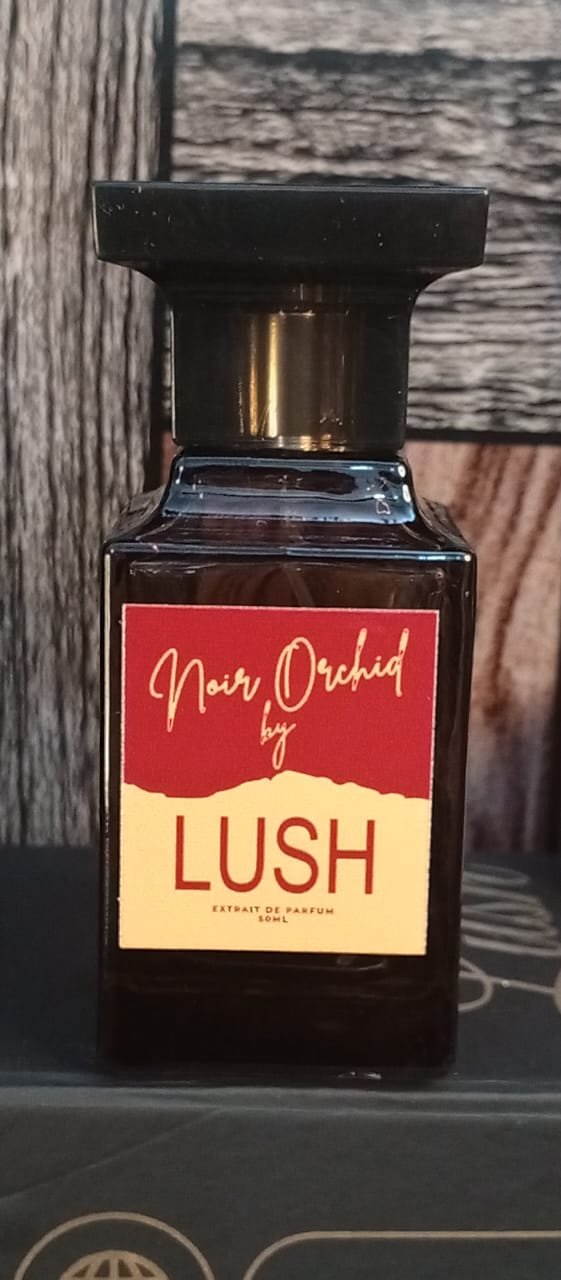 Noir Orchid
by
LUSH
EXTRAIT DE PARFUM
50ML